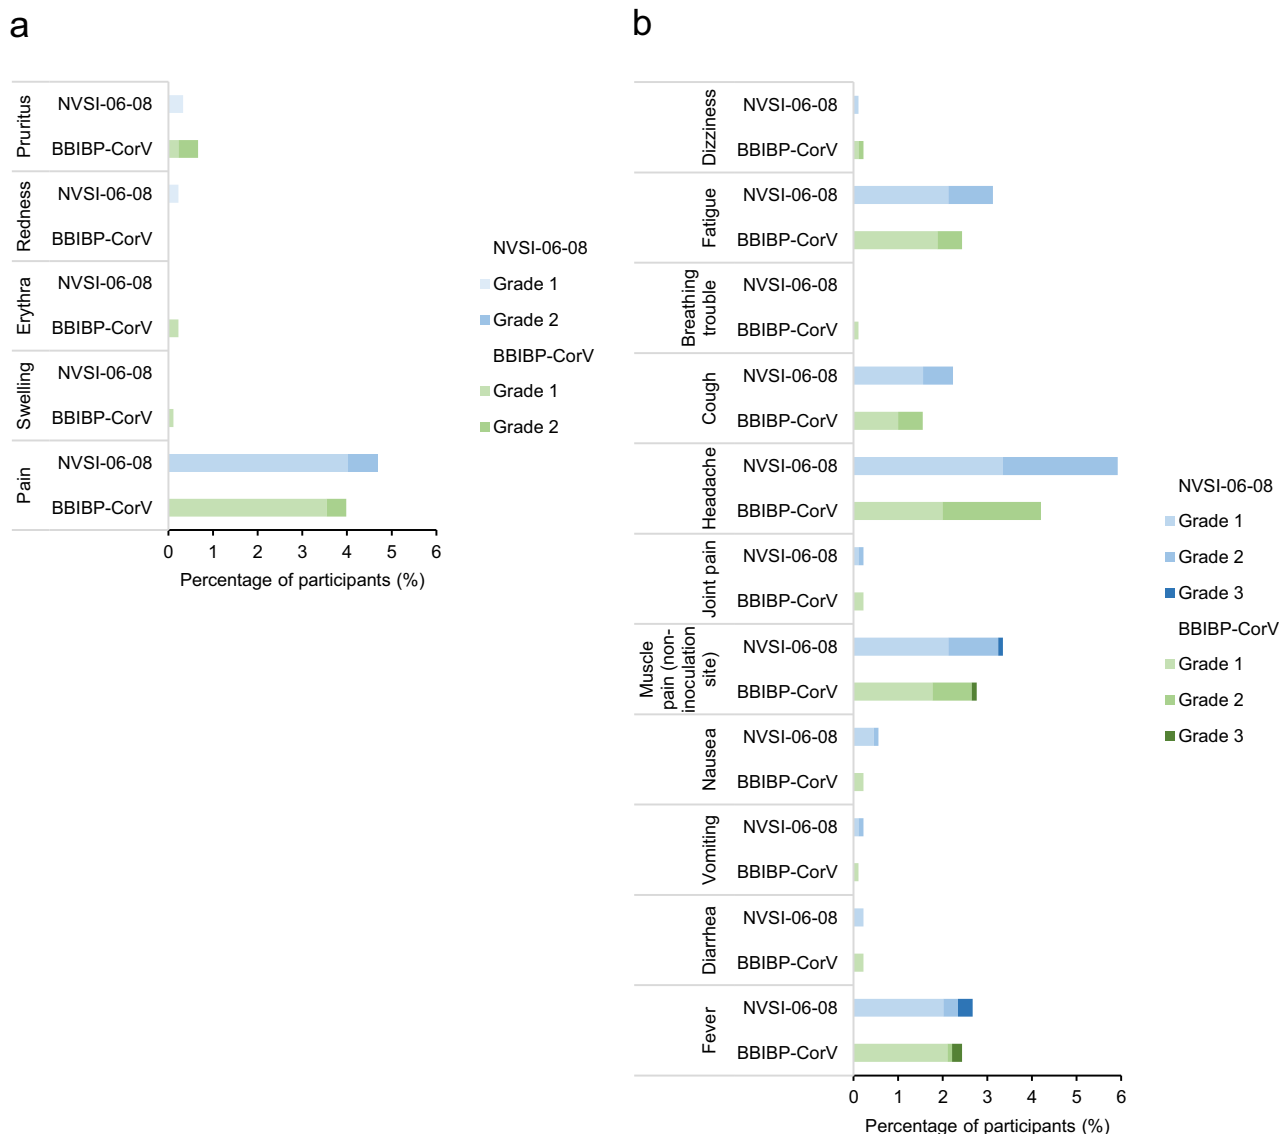 a
Pruritus
NVSI-06-08
BBIBP-CorV
Redness
NVSI-06-08
BBIBP-CorV
Erythra
NVSI-06-08
BBIBP-CorV
Swelling
NVSI-06-08
BBIBP-CorV
Pain
NVSI-06-08
BBIBP-CorV
0 1 2 3 4 5 6
Percentage of participants (%)
NVSI-06-08
Grade 1
Grade 2
BBIBP-CorV
Grade 1
Grade 2
b
Dizziness
NVSI-06-08
BBIBP-CorV
Fatigue
NVSI-06-08
BBIBP-CorV
Breathing
trouble
NVSI-06-08
BBIBP-CorV
Cough
NVSI-06-08
BBIBP-CorV
Headache
NVSI-06-08
BBIBP-CorV
Joint pain
NVSI-06-08
BBIBP-CorV
Muscle
pain (non-
inoculation
site)
NVSI-06-08
BBIBP-CorV
Nausea
NVSI-06-08
BBIBP-CorV
Vomiting
NVSI-06-08
BBIBP-CorV
Diarrhea
NVSI-06-08
BBIBP-CorV
Fever
NVSI-06-08
BBIBP-CorV
0 1 2 3 4 5 6
Percentage of participants (%)
NVSI-06-08
Grade 1
Grade 2
Grade 3
BBIBP-CorV
Grade 1
Grade 2
Grade 3